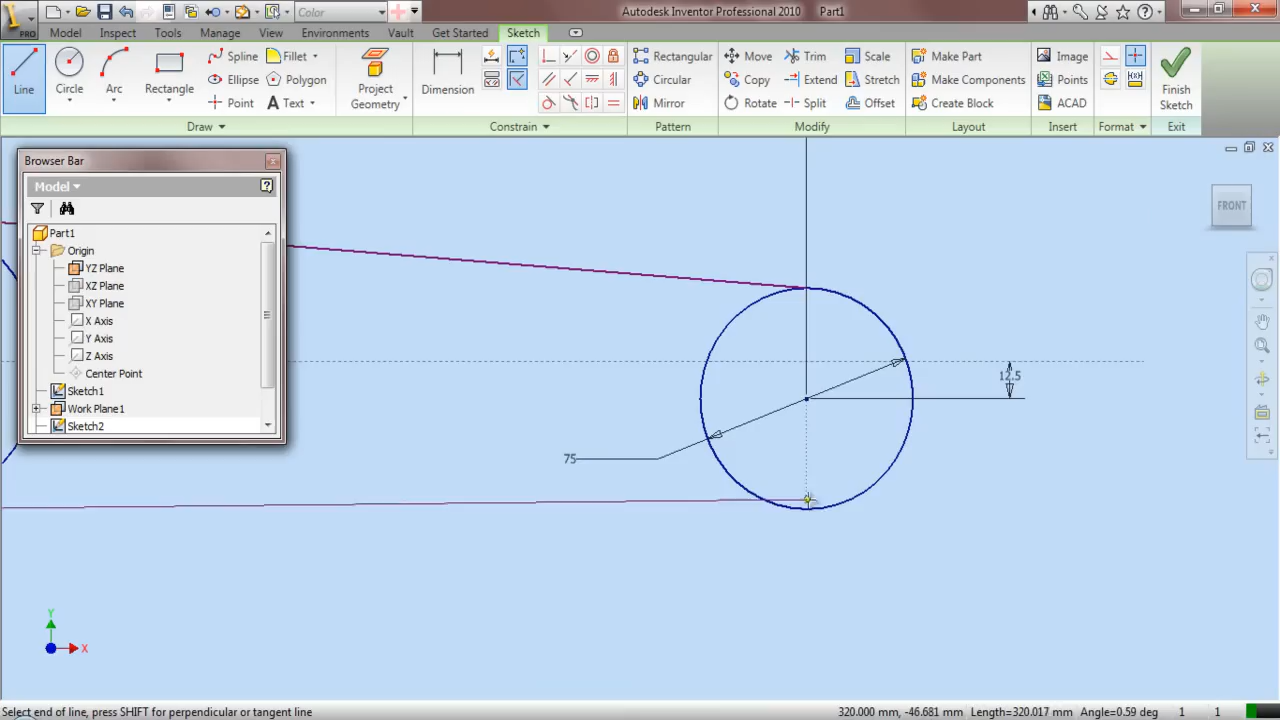 PRO
Color
Autodesk Inventor Professional 2010 Part1
Model Inspect Tools Manage View Environments Vault Get Started Sketch
Line Circle Arc Rectangle
Spline Fillet
Ellipse Polygon
Point Text
Project
Geometry
Dimension
Rectangular
Circular
Mirror
Move Trim Scale
Copy Extend Stretch
Rotate Split Offset
Make Part
Make Components
Create Block
Image
Points
ACAD
Finish
Sketch
Draw Constrain Pattern Modify Layout Insert Format Exit
Browser Bar
Model
Part1
Origin
YZ Plane
XZ Plane
XY Plane
X Axis
Y Axis
Z Axis
Center Point
Sketch1
Work Plane1
Sketch2
FRONT
12.5
75
Y
X
Select end of line, press SHIFT for perpendicular or tangent line 320.000 mm, -46.681 mm Length=320.017 mm Angle=0.59 deg 1 1